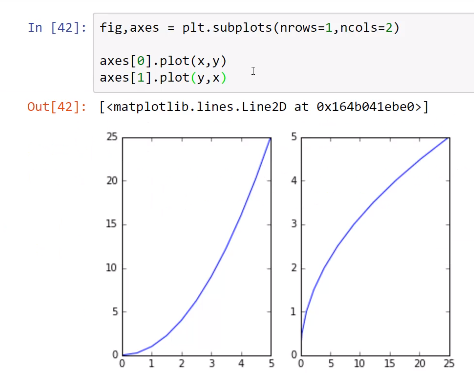 In [42]: fig,axes = plt.subplots(nrows=1,ncols=2)
axes[0].plot(x,y)
axes[1].plot(y,x)
Out[42]: [<matplotlib.lines.Line2D at 0x164b041ebe0>]
25
20
15
10
5
0
0 1 2 3 4 5
5
4
3
2
1
0
0 5 10 15 20 25